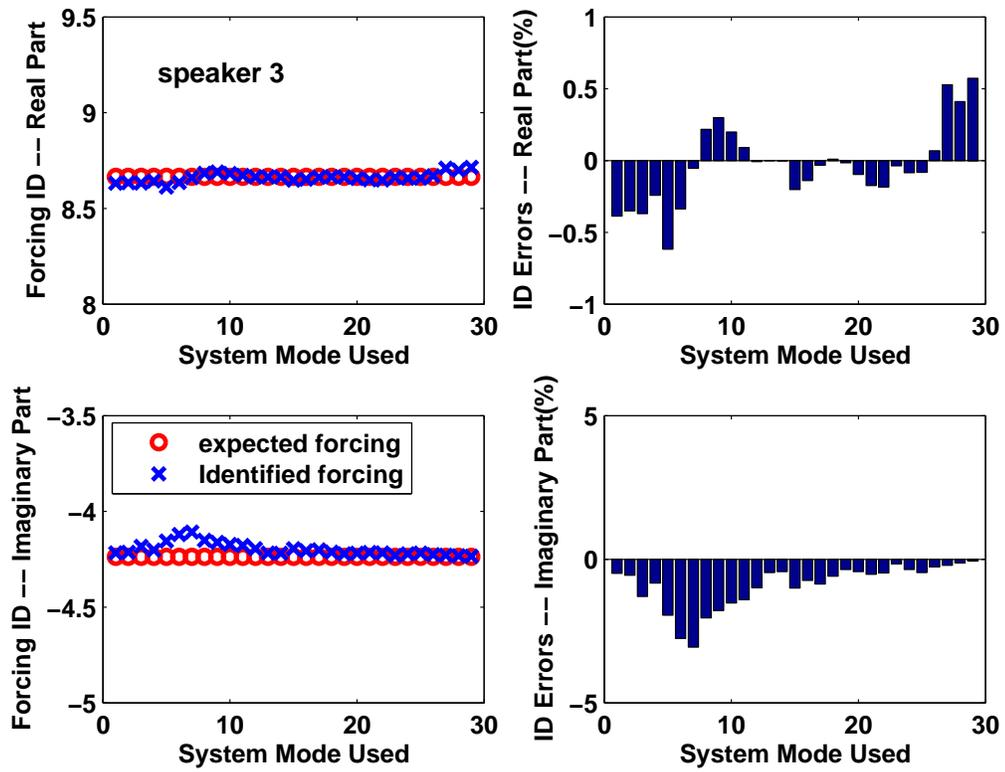 9.5
9
8.5
8
Forcing ID −− Real Part
speaker 3
0
10
20
30
System Mode Used
1
0.5
0
−0.5
−1
ID Errors −− Real Part(%)
0
10
20
30
System Mode Used
−3.5
−4
−4.5
−5
Forcing ID −− Imaginary Part
expected forcing
Identified forcing
0
10
20
30
System Mode Used
5
0
−5
ID Errors −− Imaginary Part(%)
0
10
20
30
System Mode Used